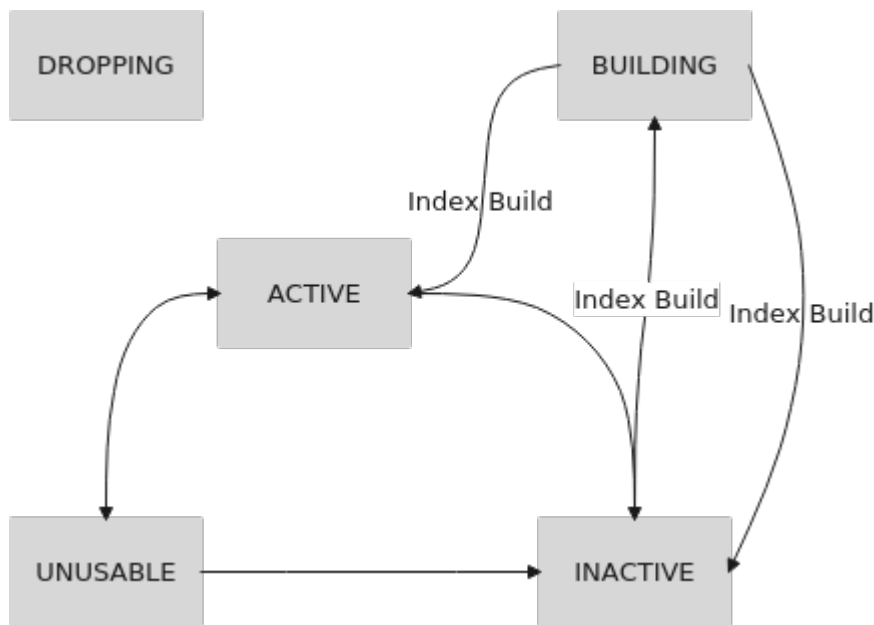 DROPPING
BUILDING
Index Build
ACTIVE
Index Build
Index Build
UNUSABLE
INACTIVE